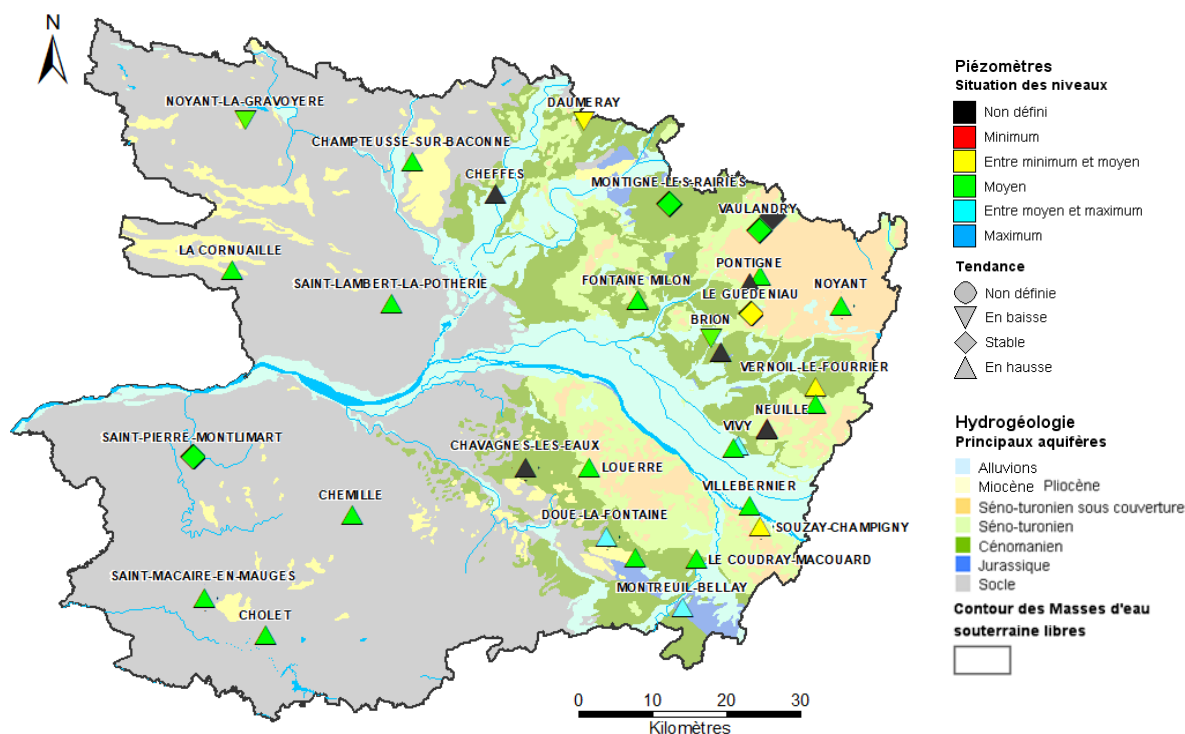 N
NOYANT-LA-GRAVOYERE
DAUMERAY
CHAMPTEUSSE-SUR-BACONNE
CHEFFES
MONTIGNE-LES-RAIRIES
VAULANDRY
LA CORNUAILLE
SAINT-LAMBERT-LA-POTHERIE
FONTAINE MILON
PONTIGNE
LE GUEDENIAU
NOYANT
BRION
VERNOIL-LE-FOURRIER
NEUILLE
VIVY
SAINT-PIERRE-MONTLIMART
CHAVAGNES-LES-EAUX
LOUERRE
CHEMILLE
VILLEBERNIER
DOUE-LA-FONTAINE
SOUZAY-CHAMPIGNY
LE COUDRAY-MACOUARD
SAINT-MACAIRE-EN-MAUGES
MONTREUIL-BELLAY
CHOLET
0 10 20 30
Kilomètres
Piézomètres
Situation des niveaux
Non défini
Minimum
Entre minimum et moyen
Moyen
Entre moyen et maximum
Maximum
Tendance
Non définie
En baisse
Stable
En hausse
Hydrogéologie
Principaux aquifères
Alluvions
Miocène Pliocène
Séno-turonien sous couverture
Séno-turonien
Cénomanien
Jurassique
Socle
Contour des Masses d'eau
souterraine libres